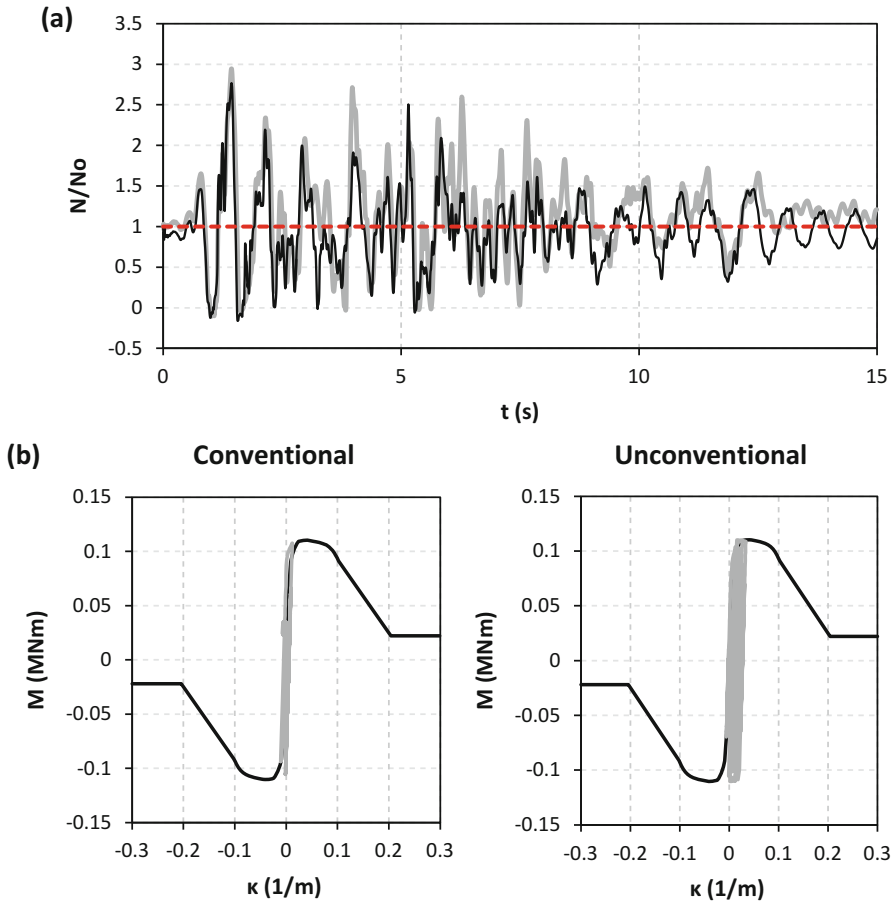 (a)
3.5
3
2.5
2
1.5
1
0.5
0
-0.5
N/No
0 5 10 15
t (s)
(b)
Conventional Unconventional
0.15 0.15
0.1 0.1
0.05 0.05
0 0
-0.05 -0.05
-0.1 -0.1
-0.15 -0.15
M (MNm) M (MNm)
-0.3 -0.2 -0.1 0 0.1 0.2 0.3 -0.3 -0.2 -0.1 0 0.1 0.2 0.3
κ (1/m) κ (1/m)